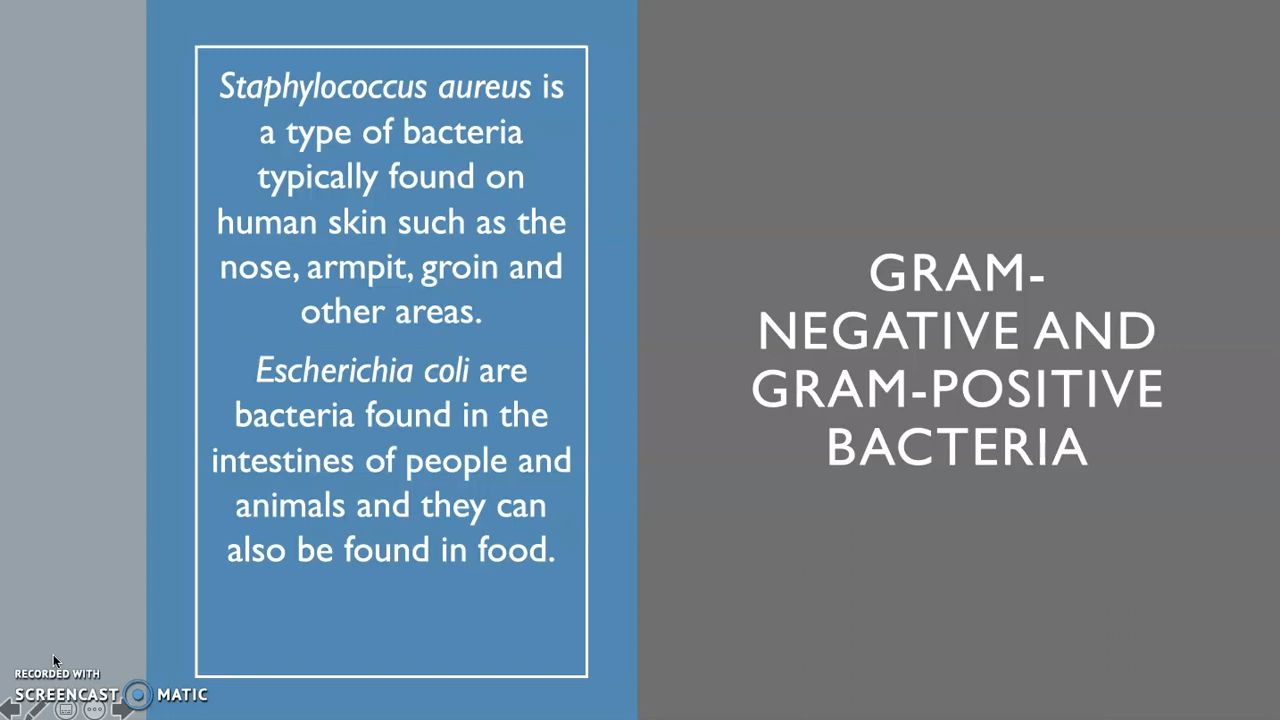 Staphylococcus aureus is
a type of bacteria
typically found on
human skin such as the
nose, armpit, groin and
other areas.
Escherichia coli are
bacteria found in the
intestines of people and
animals and they can
also be found in food.
GRAM-
NEGATIVE AND
GRAM-POSITIVE
BACTERIA
RECORDED WITH
SCREENCAST MATIC